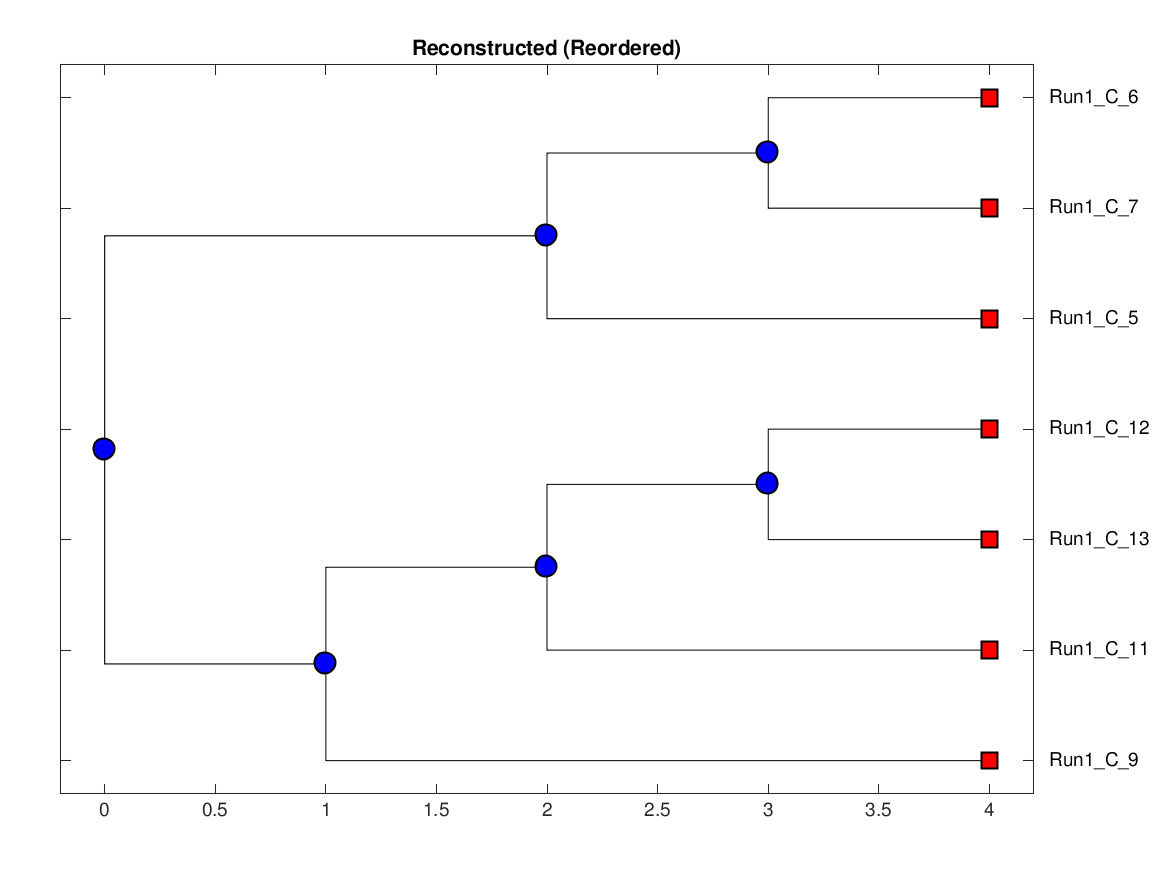 Reconstructed (Reordered)
Run1_C_6
Run1_C_7
Run1_C_5
Run1_C_12
Run1_C_13
Run1_C_11
Run1_C_9
0 0.5 1 1.5 2 2.5 3 3.5 4